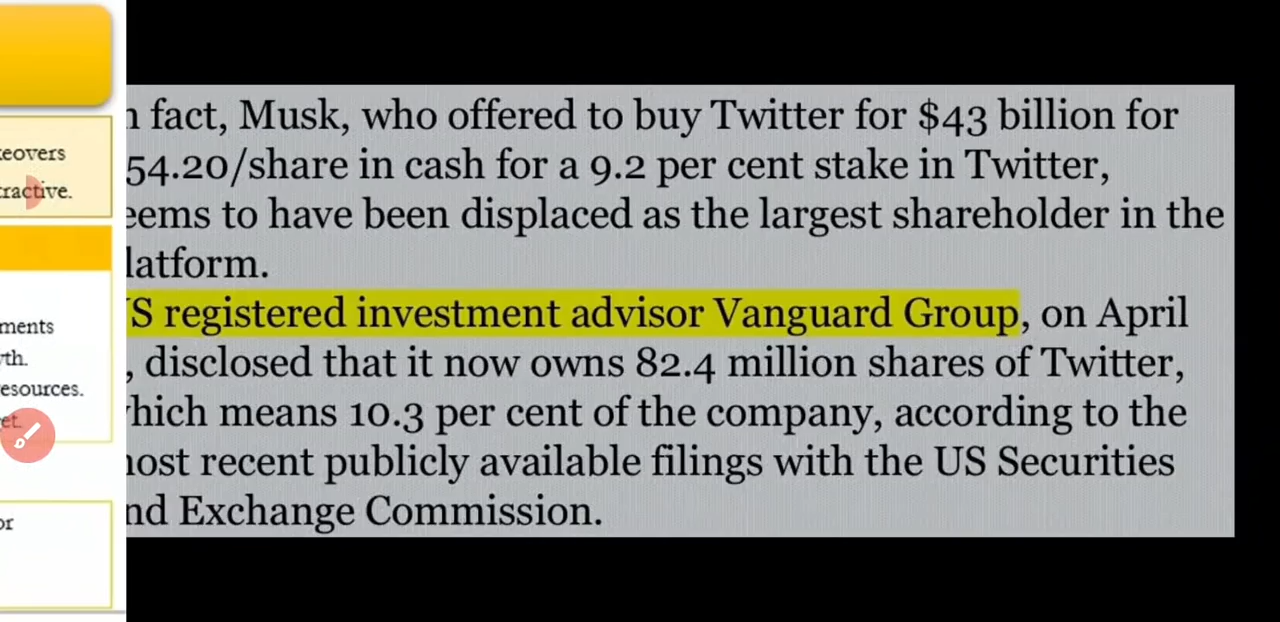 eovers
ractive.
ments
th.
esources.
et.
or
n fact, Musk, who offered to buy Twitter for $43 billion for
54.20/share in cash for a 9.2 per cent stake in Twitter,
eems to have been displaced as the largest shareholder in the
latform.
S registered investment advisor Vanguard Group, on April
, disclosed that it now owns 82.4 million shares of Twitter,
hich means 10.3 per cent of the company, according to the
ost recent publicly available filings with the US Securities
nd Exchange Commission.